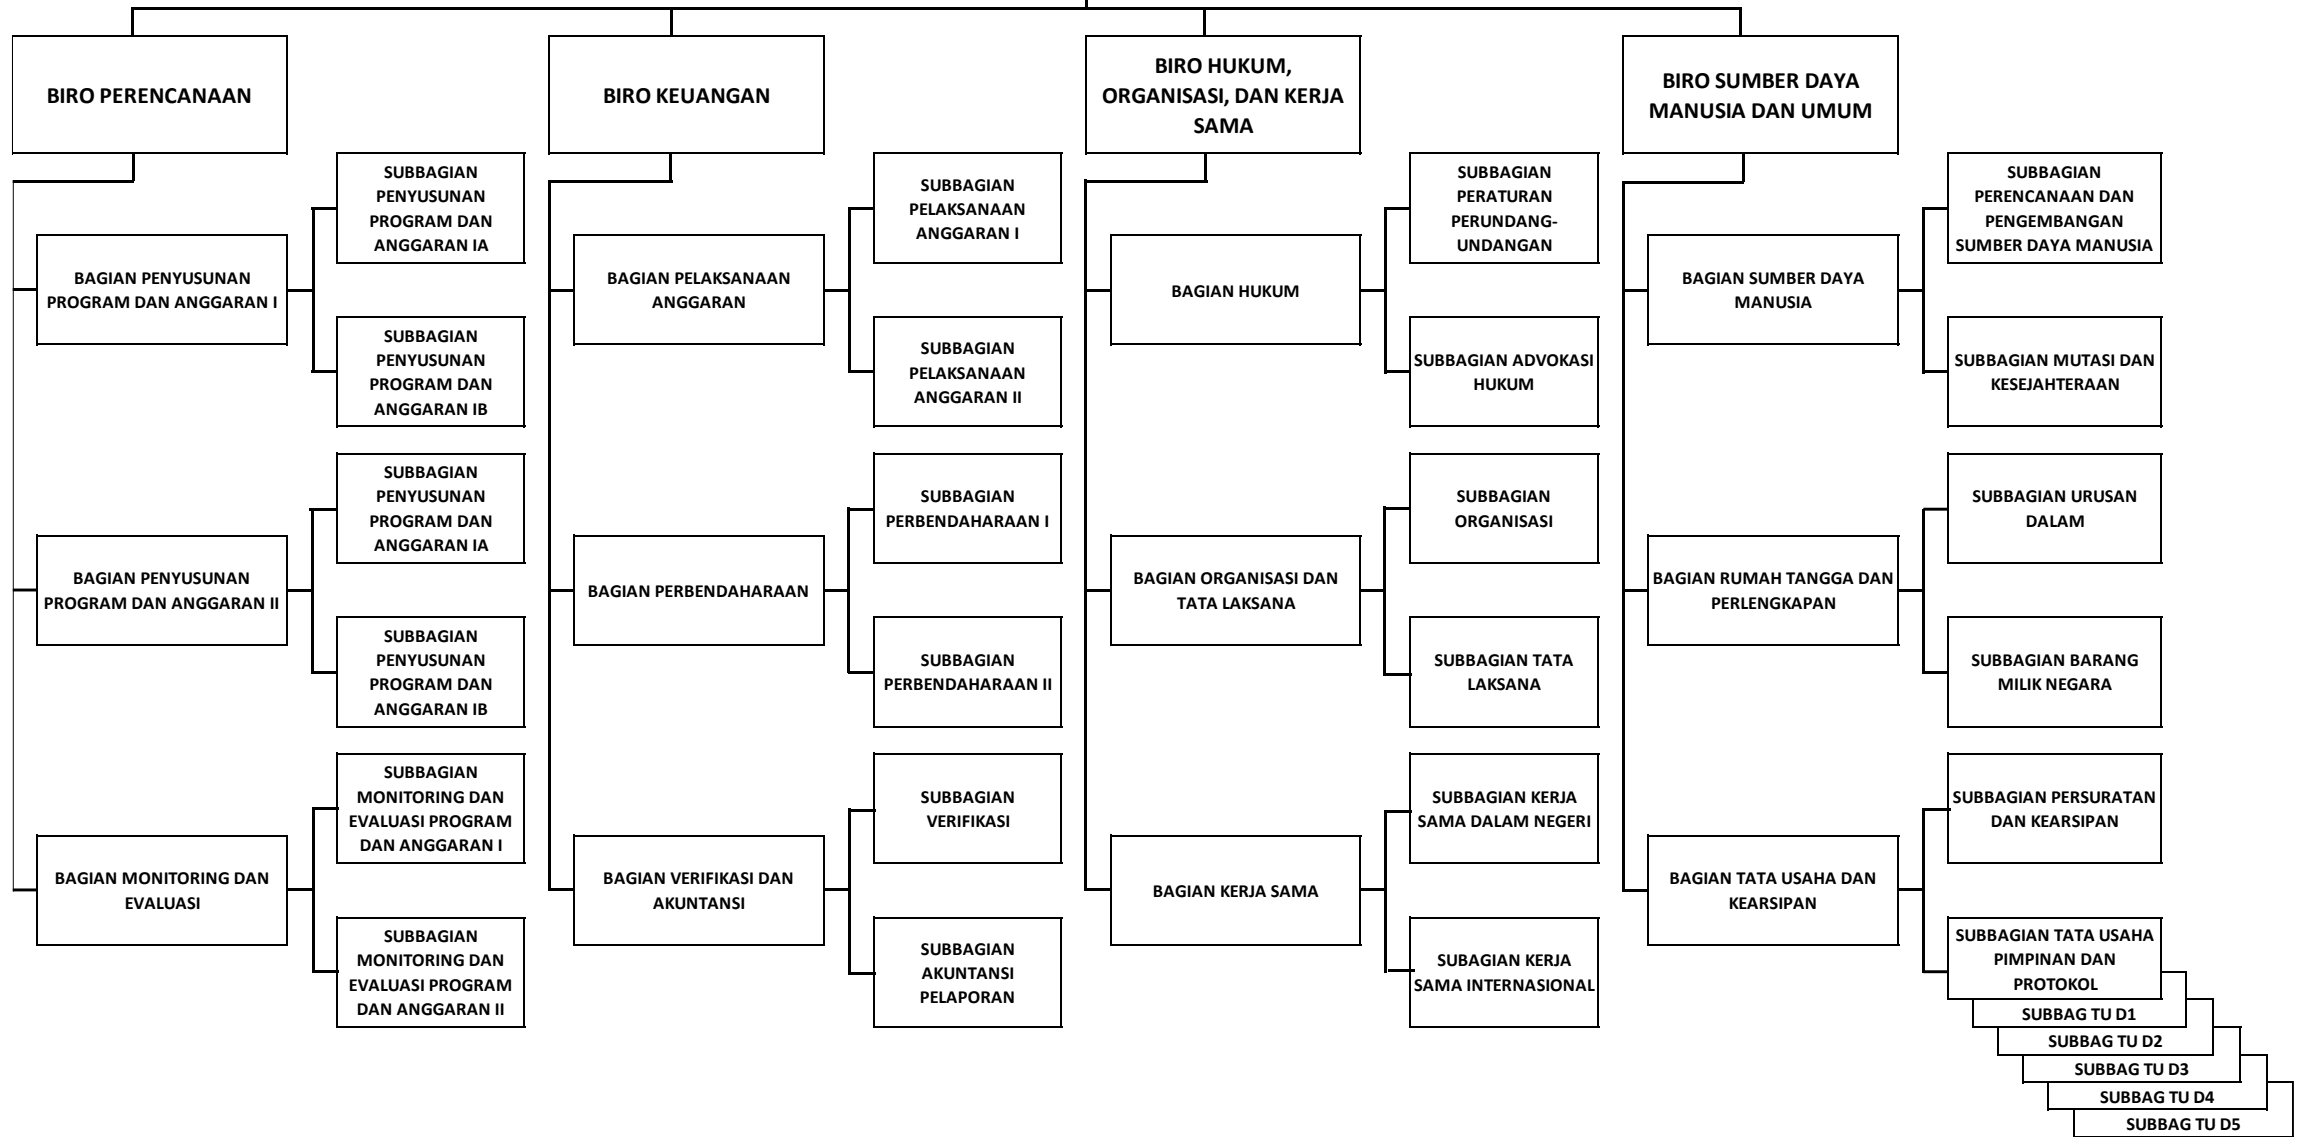 BIRO PERENCANAAN
BIRO KEUANGAN
BIRO HUKUM,
ORGANISASI, DAN KERJA
SAMA
BIRO SUMBER DAYA
MANUSIA DAN UMUM
BAGIAN PENYUSUNAN
PROGRAM DAN ANGGARAN I
SUBBAGIAN
PENYUSUNAN
PROGRAM DAN
ANGGARAN IA
SUBBAGIAN
PENYUSUNAN
PROGRAM DAN
ANGGARAN IB
BAGIAN PENYUSUNAN
PROGRAM DAN ANGGARAN II
SUBBAGIAN
PENYUSUNAN
PROGRAM DAN
ANGGARAN IA
SUBBAGIAN
PENYUSUNAN
PROGRAM DAN
ANGGARAN IB
BAGIAN MONITORING DAN
EVALUASI
SUBBAGIAN
MONITORING DAN
EVALUASI PROGRAM
DAN ANGGARAN I
SUBBAGIAN
MONITORING DAN
EVALUASI PROGRAM
DAN ANGGARAN II
BAGIAN PELAKSANAAN
ANGGARAN
SUBBAGIAN
PELAKSANAAN
ANGGARAN I
SUBBAGIAN
PELAKSANAAN
ANGGARAN II
BAGIAN PERBENDAHARAAN
SUBBAGIAN
PERBENDAHARAAN I
SUBBAGIAN
PERBENDAHARAAN II
BAGIAN VERIFIKASI DAN
AKUNTANSI
SUBBAGIAN
VERIFIKASI
SUBBAGIAN
AKUNTANSI
PELAPORAN
BAGIAN HUKUM
SUBBAGIAN
PERATURAN
PERUNDANG-
UNDANGAN
SUBBAGIAN ADVOKASI
HUKUM
BAGIAN ORGANISASI DAN
TATA LAKSANA
SUBBAGIAN
ORGANISASI
SUBBAGIAN TATA
LAKSANA
BAGIAN KERJA SAMA
SUBBAGIAN KERJA
SAMA DALAM NEGERI
SUBAGIAN KERJA
SAMA INTERNASIONAL
BAGIAN SUMBER DAYA
MANUSIA
SUBBAGIAN
PERENCANAAN DAN
PENGEMBANGAN
SUMBER DAYA MANUSIA
SUBBAGIAN MUTASI DAN
KESEJAHTERAAN
BAGIAN RUMAH TANGGA DAN
PERLENGKAPAN
SUBBAGIAN URUSAN
DALAM
SUBBAGIAN BARANG
MILIK NEGARA
BAGIAN TATA USAHA DAN
KEARSIPAN
SUBBAGIAN PERSURATAN
DAN KEARSIPAN
SUBBAGIAN TATA USAHA
PIMPINAN DAN
PROTOKOL
SUBBAG TU D1
SUBBAG TU D2
SUBBAG TU D3
SUBBAG TU D4
SUBBAG TU D5